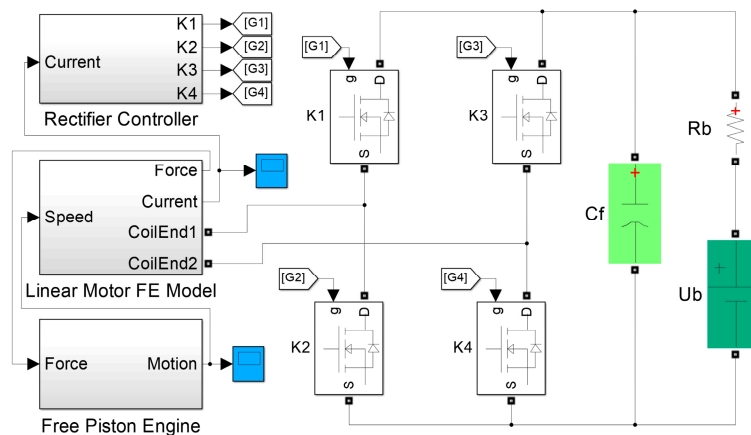 K1 [G1]
K2 [G2]
Current
K3 [G3]
K4 [G4]
Rectifier Controller
Force
Current
Speed
CoilEnd1
CoilEnd2
Linear Motor FE Model
Force
Motion
Free Piston Engine
[G1]
g
D
K1
S
[G3]
g
D
K3
S
[G2]
g
D
K2
S
[G4]
g
D
K4
S
+
Cf
+
Rb
+
Ub